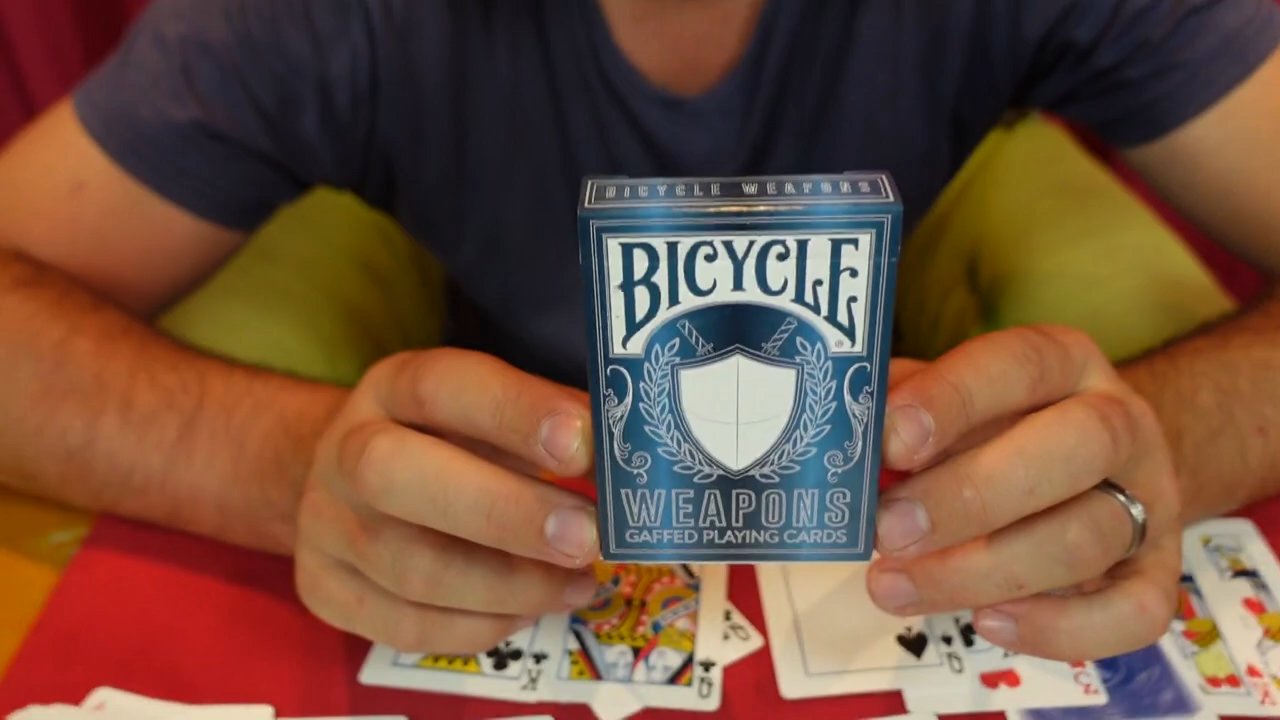 BICYCLE WEAPONS
BICYCLE
®
WEAPONS
GAFFED PLAYING CARDS
K
Q
Q